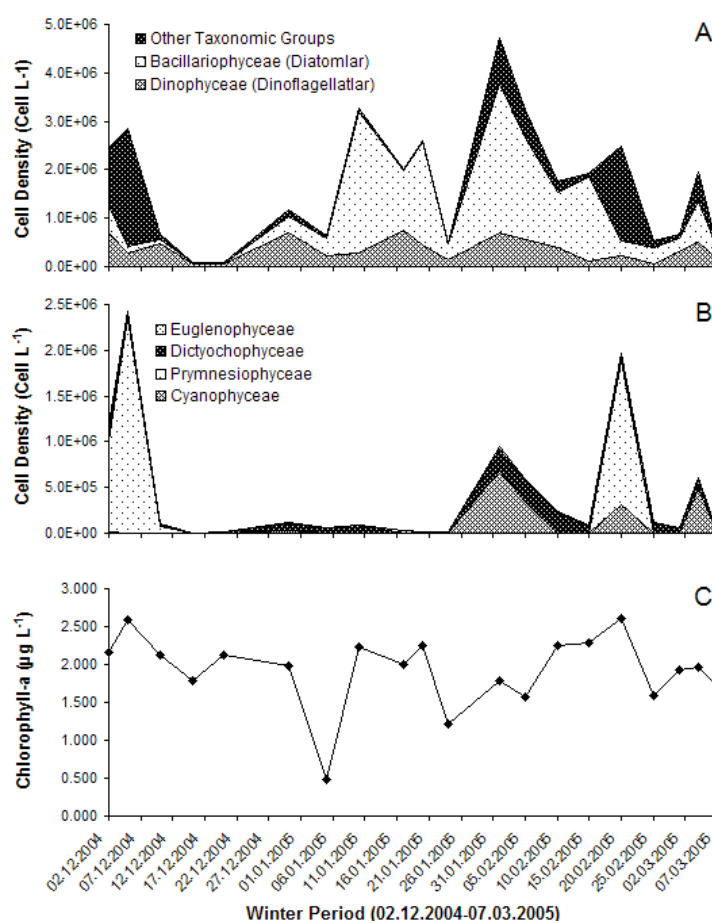 A
5.0E+06
4.0E+06
3.0E+06
2.0E+06
1.0E+06
0.0E+00
Cell Density (Cell L-1)
Other Taxonomic Groups
Bacillariophyceae (Diatomlar)
Dinophyceae (Dinoflagellatlar)
B
2.5E+06
2.0E+06
1.5E+06
1.0E+06
5.0E+05
0.0E+00
Cell Density (Cell L-1)
Euglenophyceae
Dictyochophyceae
Prymnesiophyceae
Cyanophyceae
C
3.000
2.500
2.000
1.500
1.000
0.500
0.000
Chlorophyll-a (µg L-1)
02.12.2004
07.12.2004
12.12.2004
17.12.2004
22.12.2004
27.12.2004
01.01.2005
06.01.2005
11.01.2005
16.01.2005
21.01.2005
26.01.2005
31.01.2005
05.02.2005
10.02.2005
15.02.2005
20.02.2005
25.02.2005
02.03.2005
07.03.2005
Winter Period (02.12.2004-07.03.2005)